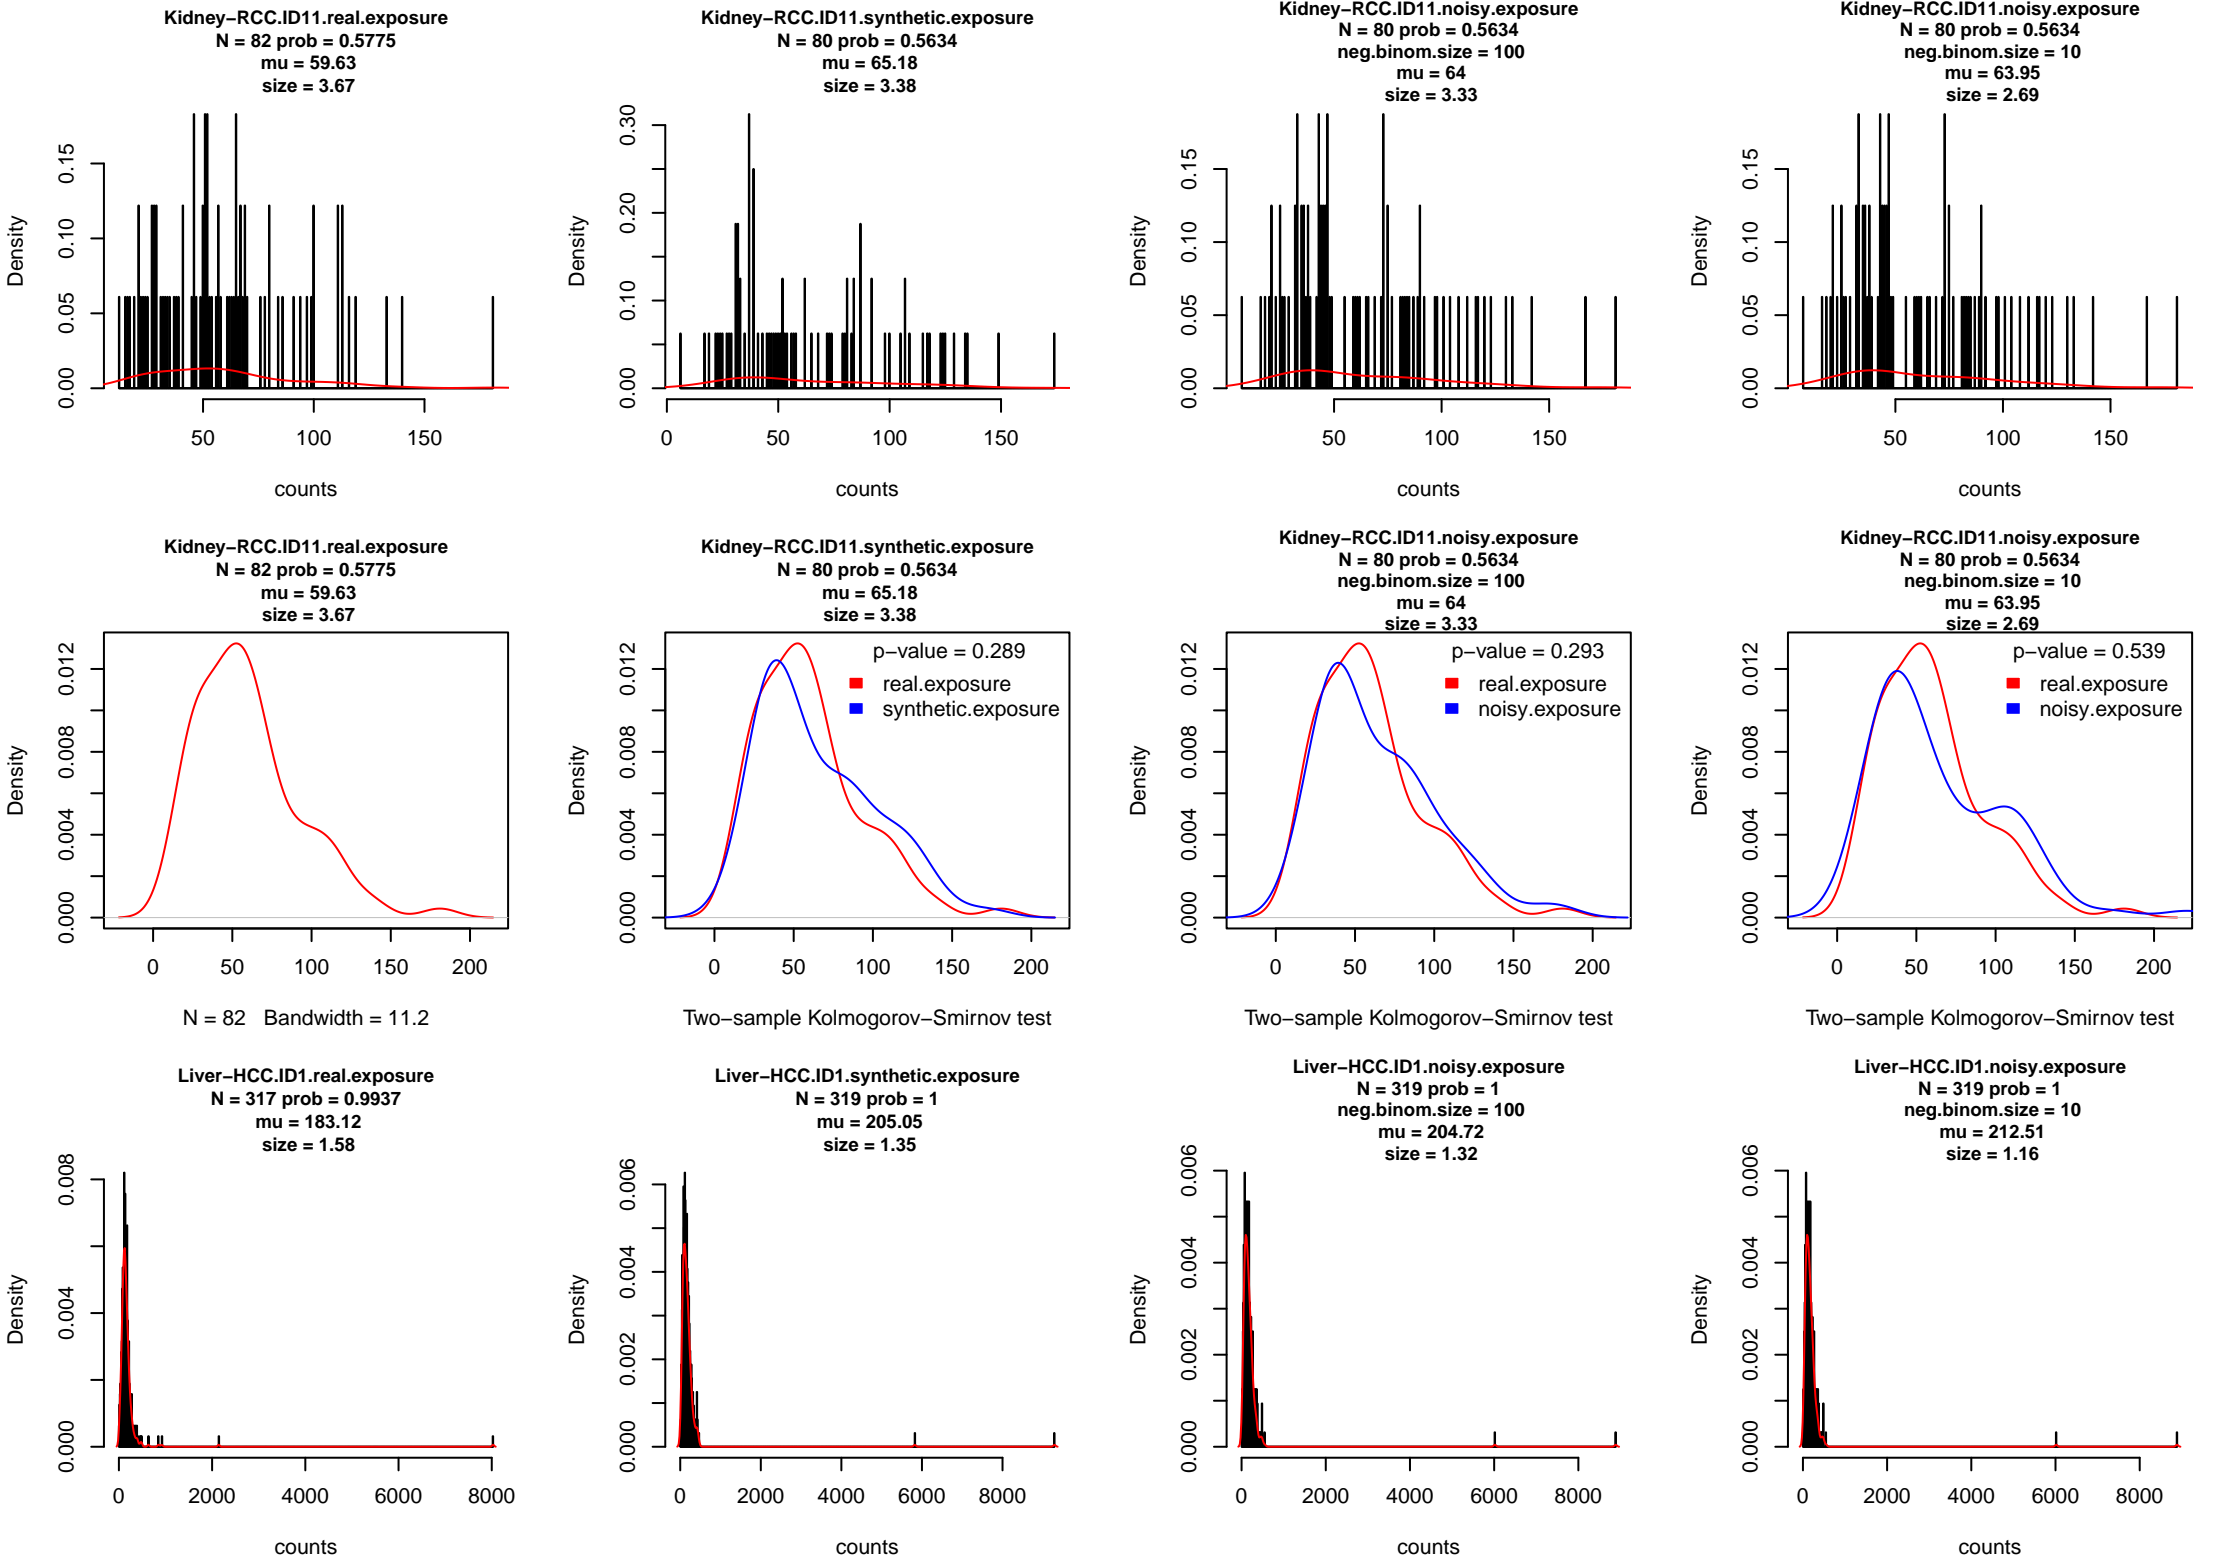 Kidney−RCC.ID11.real.exposure
N = 82 prob = 0.5775
mu = 59.63
size = 3.67
Density
0.00 0.05 0.10 0.15
50 100 150
counts
Kidney−RCC.ID11.synthetic.exposure
N = 80 prob = 0.5634
mu = 65.18
size = 3.38
Density
0.00 0.10 0.20 0.30
0 50 100 150
counts
Kidney−RCC.ID11.noisy.exposure
N = 80 prob = 0.5634
neg.binom.size = 100
mu = 64
size = 3.33
Density
0.00 0.05 0.10 0.15
50 100 150
counts
Kidney−RCC.ID11.noisy.exposure
N = 80 prob = 0.5634
neg.binom.size = 10
mu = 63.95
size = 2.69
Density
0.00 0.05 0.10 0.15
50 100 150
counts
Kidney−RCC.ID11.real.exposure
N = 82 prob = 0.5775
mu = 59.63
size = 3.67
Density
0.000 0.004 0.008 0.012
0 50 100 150 200
N = 82 Bandwidth = 11.2
Kidney−RCC.ID11.synthetic.exposure
N = 80 prob = 0.5634
mu = 65.18
size = 3.38
p−value = 0.289
real.exposure
synthetic.exposure
Density
0.000 0.004 0.008 0.012
0 50 100 150 200
Two−sample Kolmogorov−Smirnov test
Kidney−RCC.ID11.noisy.exposure
N = 80 prob = 0.5634
neg.binom.size = 100
mu = 64
size = 3.33
p−value = 0.293
real.exposure
noisy.exposure
Density
0.000 0.004 0.008 0.012
0 50 100 150 200
Two−sample Kolmogorov−Smirnov test
Kidney−RCC.ID11.noisy.exposure
N = 80 prob = 0.5634
neg.binom.size = 10
mu = 63.95
size = 2.69
p−value = 0.539
real.exposure
noisy.exposure
Density
0.000 0.004 0.008 0.012
0 50 100 150 200
Two−sample Kolmogorov−Smirnov test
Liver−HCC.ID1.real.exposure
N = 317 prob = 0.9937
mu = 183.12
size = 1.58
Density
0.000 0.004 0.008
0 2000 4000 6000 8000
counts
Liver−HCC.ID1.synthetic.exposure
N = 319 prob = 1
mu = 205.05
size = 1.35
Density
0.000 0.002 0.004 0.006
0 2000 4000 6000 8000
counts
Liver−HCC.ID1.noisy.exposure
N = 319 prob = 1
neg.binom.size = 100
mu = 204.72
size = 1.32
Density
0.000 0.002 0.004 0.006
0 2000 4000 6000 8000
counts
Liver−HCC.ID1.noisy.exposure
N = 319 prob = 1
neg.binom.size = 10
mu = 212.51
size = 1.16
Density
0.000 0.002 0.004 0.006
0 2000 4000 6000 8000
counts